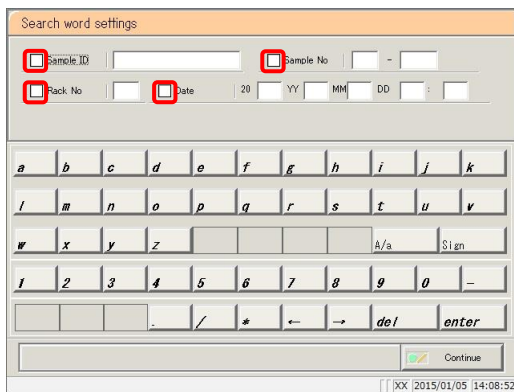 Search word settings
Sample ID Sample No -
Rack No Date 20 YY MM DD :
a b c d e f g h i j k
l m n o p q r s t u v
w x y z A/a Sign
1 2 3 4 5 6 7 8 9 0 -
. / * ← → del enter
Continue
XX 2015/01/05 14:08:52